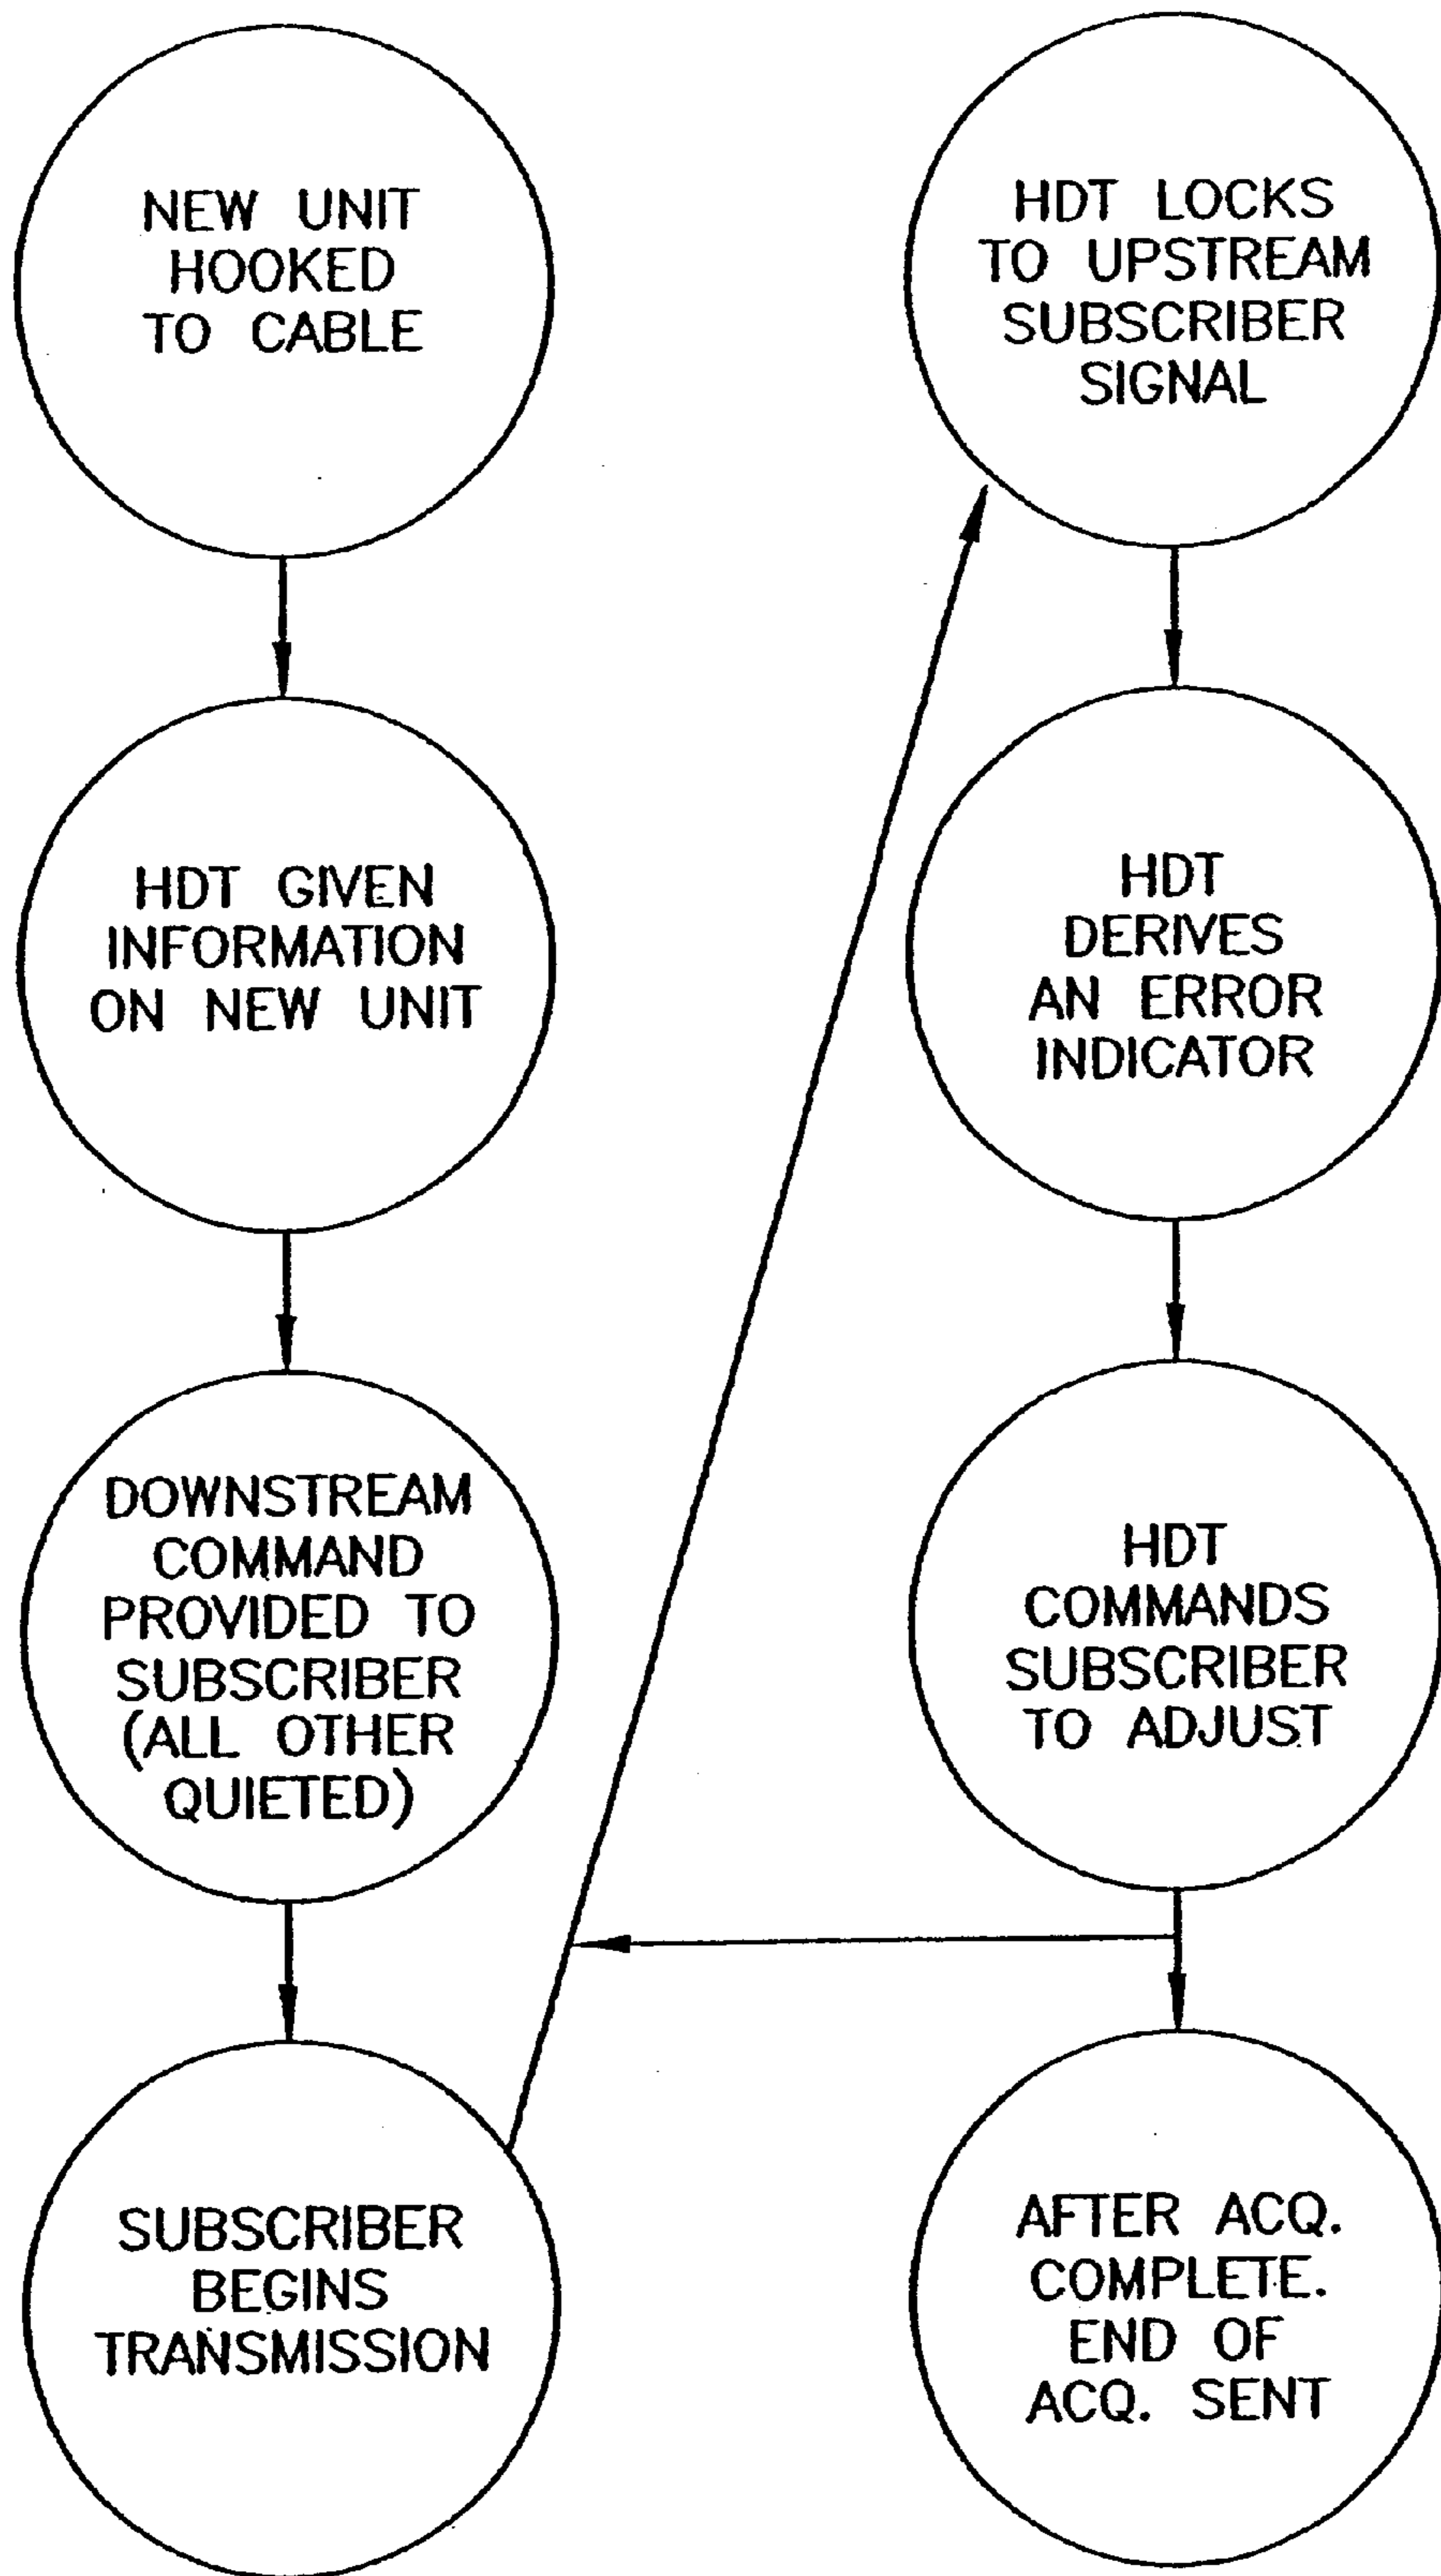 NEW UNIT
HOOKED
TO CABLE
HDT GIVEN
INFORMATION
ON NEW UNIT
DOWNSTREAM
COMMAND
PROVIDED TO
SUBSCRIBER
(ALL OTHER
QUIETED)
SUBSCRIBER
BEGINS
TRANSMISSION
HDT LOCKS
TO UPSTREAM
SUBSCRIBER
SIGNAL
HDT
DERIVES
AN ERROR
INDICATOR
HDT
COMMANDS
SUBSCRIBER
TO ADJUST
AFTER ACQ.
COMPLETE.
END OF
ACQ. SENT